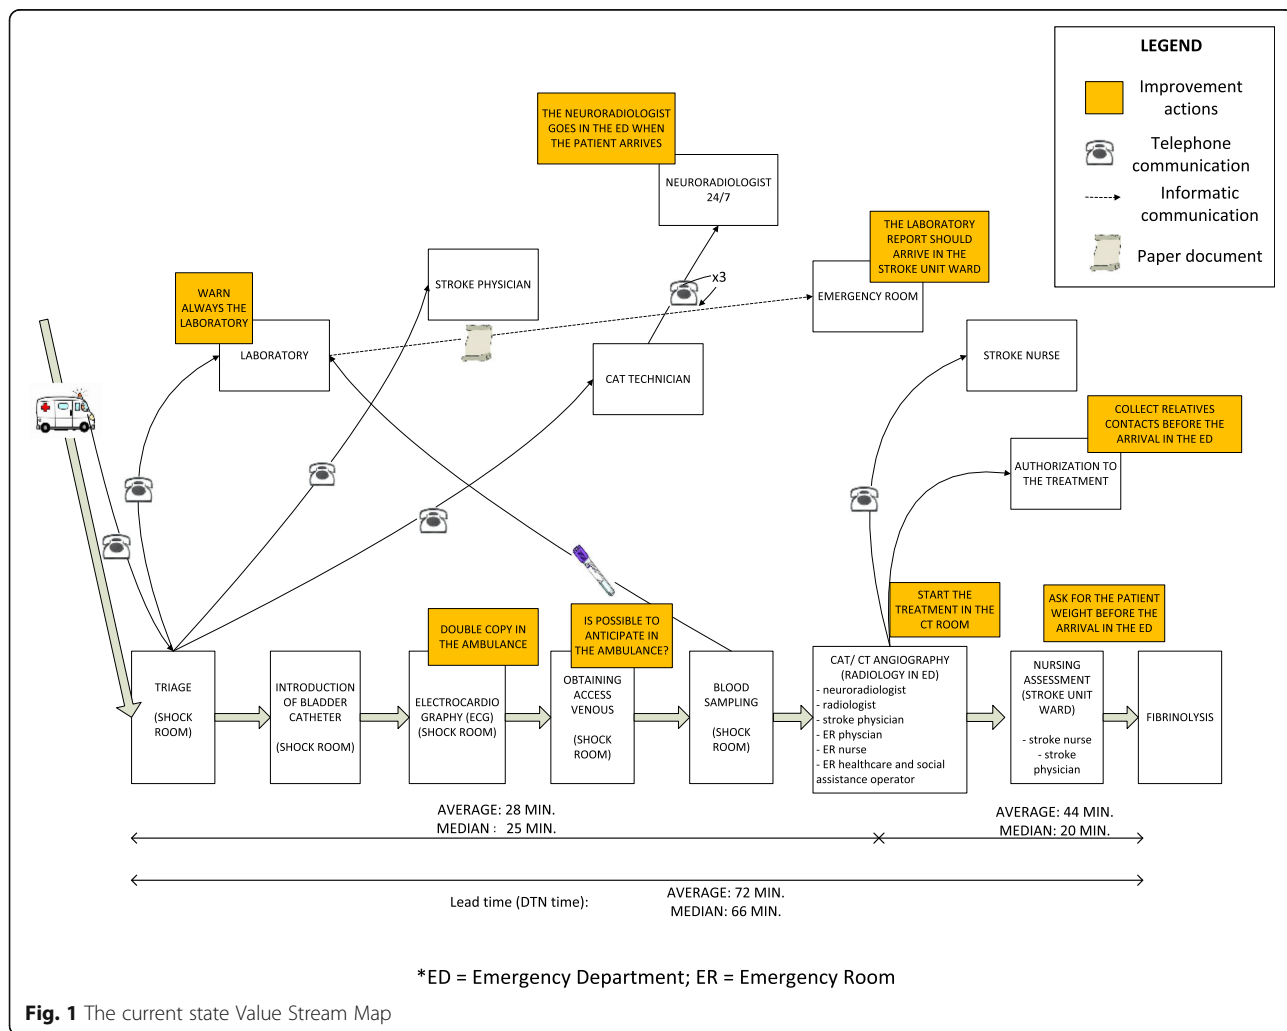 LEGEND
Improvement
actions
Telephone
communication
Informatic
communication
Paper document
THE NEURORADIOLOGIST
GOES IN THE ED WHEN
THE PATIENT ARRIVES
NEURORADIOLOGIST
24/7
THE LABORATORY
REPORT SHOULD
ARRIVE IN THE
STROKE UNIT WARD
EMERGENCY ROOM
x3
STROKE PHYSICIAN
WARN
ALWAYS THE
LABORATORY
LABORATORY
CAT TECHNICIAN
STROKE NURSE
COLLECT RELATIVES
CONTACTS BEFORE THE
ARRIVAL IN THE ED
AUTHORIZATION TO
THE TREATMENT
DOUBLE COPY IN
THE AMBULANCE
IS POSSIBLE TO
ANTICIPATE IN
THE AMBULANCE?
START THE
TREATMENT IN THE
CT ROOM
ASK FOR THE PATIENT
WEIGHT BEFORE THE
ARRIVAL IN THE ED
TRIAGE
(SHOCK
ROOM)
INTRODUCTION
OF BLADDER
CATHETER
(SHOCK ROOM)
ELECTROCARDIO
GRAPHY (ECG)
(SHOCK ROOM)
OBTAINING
ACCESS
VENOUS
(SHOCK
ROOM)
BLOOD
SAMPLING
(SHOCK
ROOM)
CAT/ CT ANGIOGRAPHY
(RADIOLOGY IN ED)
- neuroradiologist
- radiologist
- stroke physician
- ER physcian
- ER nurse
- ER healthcare and social
assistance operator
NURSING
ASSESSMENT
(STROKE UNIT
WARD)
- stroke nurse
- stroke
physician
FIBRINOLYSIS
AVERAGE: 28 MIN.
MEDIAN : 25 MIN.
AVERAGE: 44 MIN.
MEDIAN: 20 MIN.
Lead time (DTN time):
AVERAGE: 72 MIN.
MEDIAN: 66 MIN.
*ED = Emergency Department; ER = Emergency Room
Fig. 1 The current state Value Stream Map